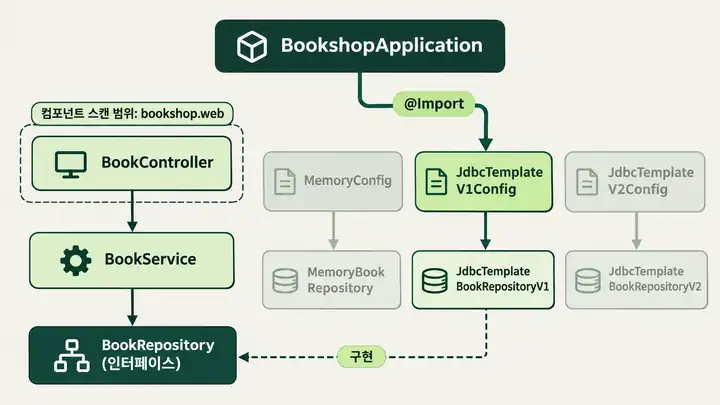 BookshopApplication
@Import
컴포넌트 스캔 범위: bookshop.web
BookController
MemoryConfig
JdbcTemplate
V1Config
JdbcTemplate
V2Config
BookService
MemoryBook
Repository
JdbcTemplate
BookRepositoryV1
JdbcTemplate
BookRepositoryV2
BookRepository
(인터페이스)
구현